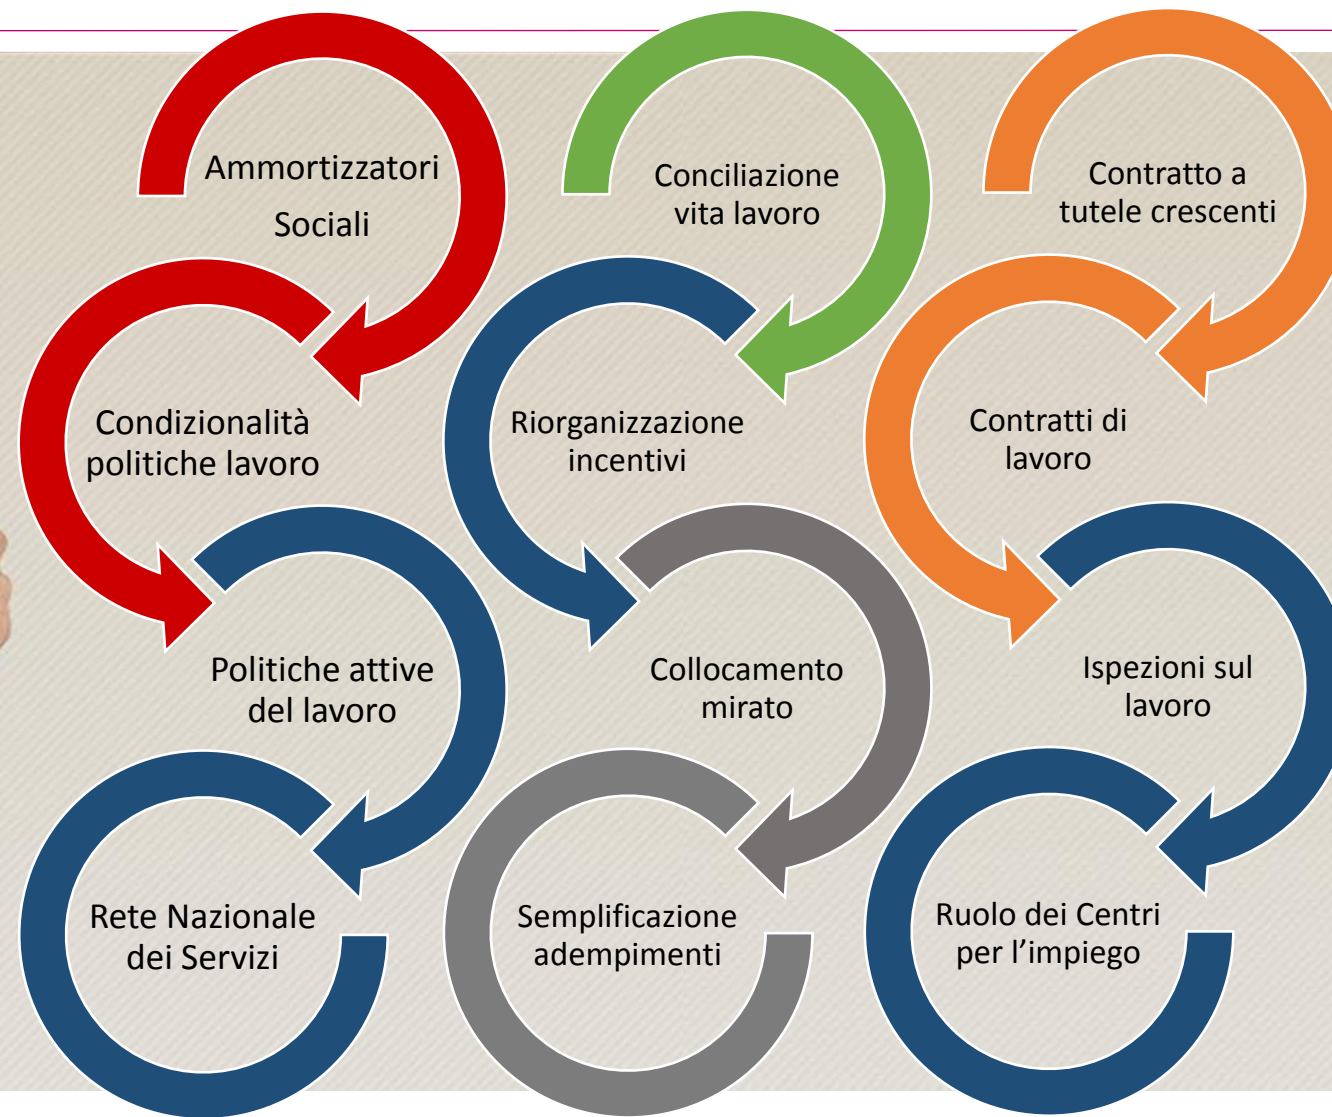 Ammortizzatori
Sociali
Condizionalità
politiche lavoro
Politiche attive
del lavoro
Rete Nazionale
dei Servizi
Conciliazione
vita lavoro
Riorganizzazione
incentivi
Collocamento
mirato
Semplificazione
adempimenti
Contratto a
tutele crescenti
Contratti di
lavoro
Ispezioni sul
lavoro
Ruolo dei Centri
per l’impiego